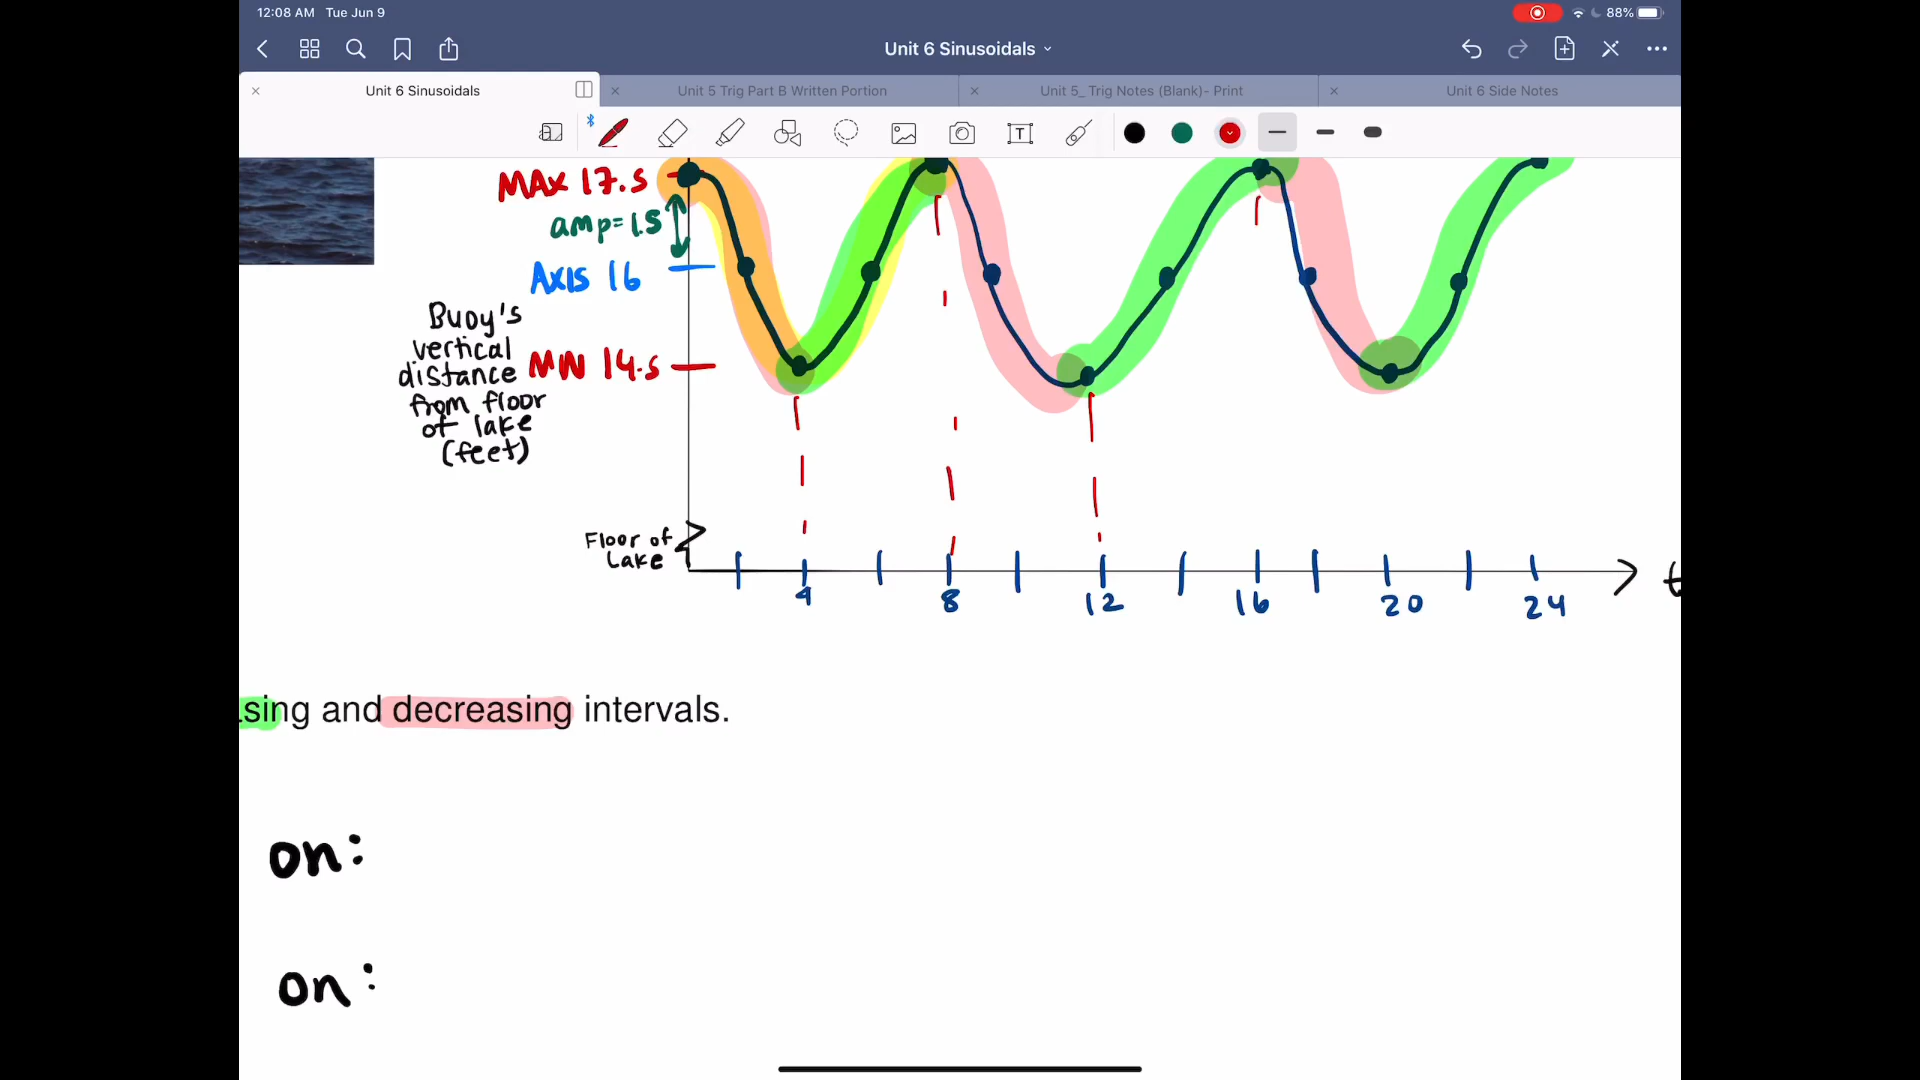 12:08 AM Tue Jun 9
88%
Unit 6 Sinusoidals
Unit 6 Sinusoidals
Unit 5 Trig Part B Written Portion
Unit 5_ Trig Notes (Blank)- Print
Unit 6 Side Notes
T
MAX 17.5
amp=1.5
AXIS 16
Buoy's
vertical
distance
from floor
of lake
(feet)
MIN 14.5
Floor of
Lake
4 8 12 16 20 24
t
sing and decreasing intervals.
on:
on: